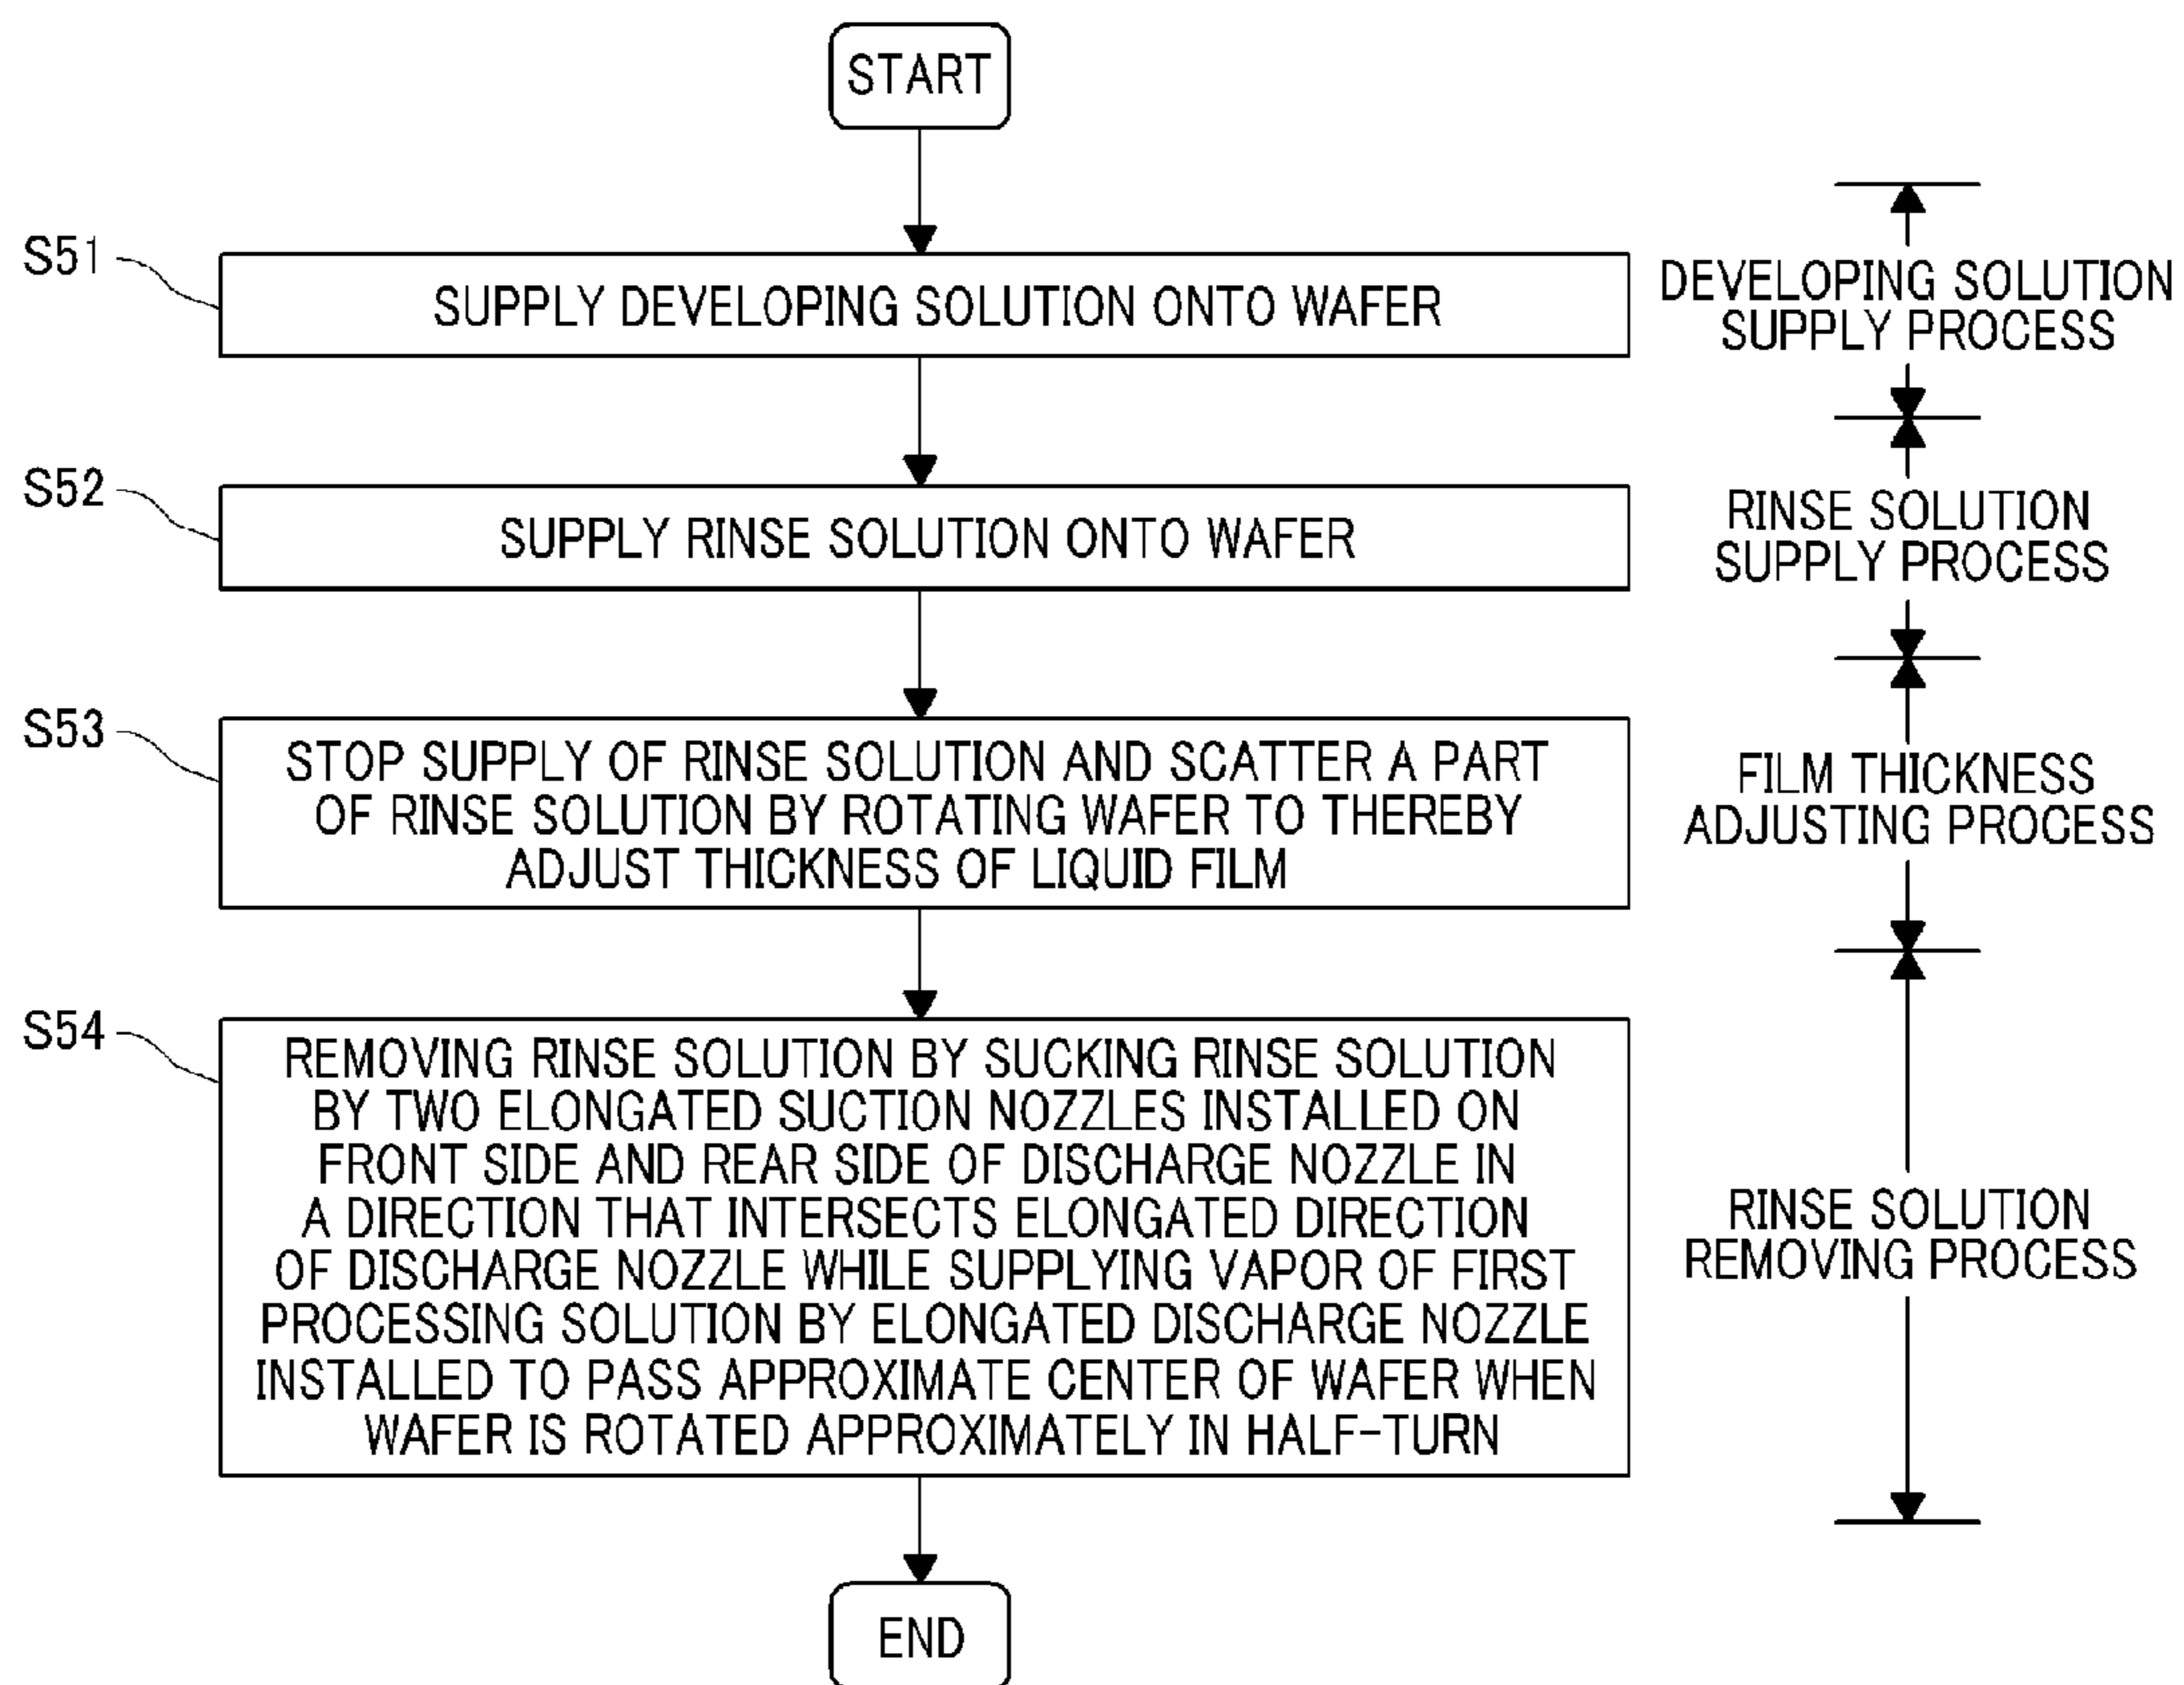 START
S51
SUPPLY DEVELOPING SOLUTION ONTO WAFER
DEVELOPING SOLUTION
SUPPLY PROCESS
S52
SUPPLY RINSE SOLUTION ONTO WAFER
RINSE SOLUTION
SUPPLY PROCESS
S53
STOP SUPPLY OF RINSE SOLUTION AND SCATTER A PART
OF RINSE SOLUTION BY ROTATING WAFER TO THEREBY
ADJUST THICKNESS OF LIQUID FILM
FILM THICKNESS
ADJUSTING PROCESS
S54
REMOVING RINSE SOLUTION BY SUCKING RINSE SOLUTION
BY TWO ELONGATED SUCTION NOZZLES INSTALLED ON
FRONT SIDE AND REAR SIDE OF DISCHARGE NOZZLE IN
A DIRECTION THAT INTERSECTS ELONGATED DIRECTION
OF DISCHARGE NOZZLE WHILE SUPPLYING VAPOR OF FIRST
PROCESSING SOLUTION BY ELONGATED DISCHARGE NOZZLE
INSTALLED TO PASS APPROXIMATE CENTER OF WAFER WHEN
WAFER IS ROTATED APPROXIMATELY IN HALF-TURN
RINSE SOLUTION
REMOVING PROCESS
END